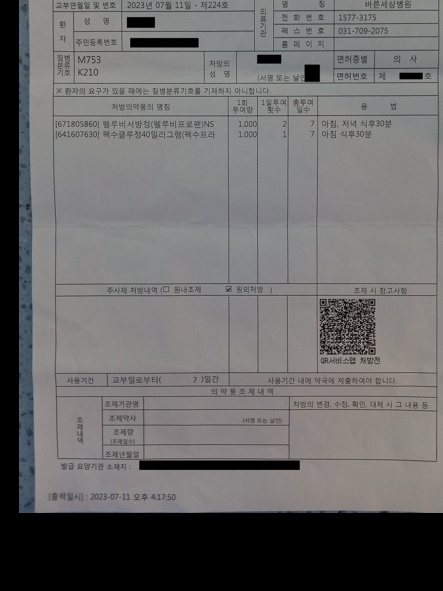 교부번월일 및 번호 2023년 07월 11일 - 제224호
의료기관 명 칭 바른세상병원
환자 성 명
전 화 번 호 1577-3175
팩 스 번 호 031-709-2075
주민등록번호
홈 페 이 지
질병분류기호 M753 K210
처방의 성 명 (서명 또는 날인)
면허종별 의 사
면허번호 제 호
※ 환자의 요구가 있을 때에는 질병분류기호를 기재하지 아니합니다.
처방의약품의 명칭 1회 투여량 1일투여 횟수 총투여 일수 용 법
[671805860] 펠루비서방정(펠루비프로펜)NS 1.000 2 7 아침, 저녁 식후30분
[641607630] 펙수클루정40밀리그램(펙수프라 1.000 1 7 아침 식후30분
주사제 처방내역 (☐ 원내조제 ☑ 원외처방 ) 조제 시 참고사항
QR서비스맵 처방전
사용기간 교부일로부터( 7 )일간 사용기간 내에 약국에 제출하여야 합니다.
의 약 품 조 제 내 역
조제내역 조제기관명 처방의 변경, 수정, 확인, 대체 시 그 내용 등
조제약사 (서명 또는 날인)
조제량 (조제일수)
조제년월일
발급 요양기관 소재지 :
[출력일시] : 2023-07-11 오후 4:17:50